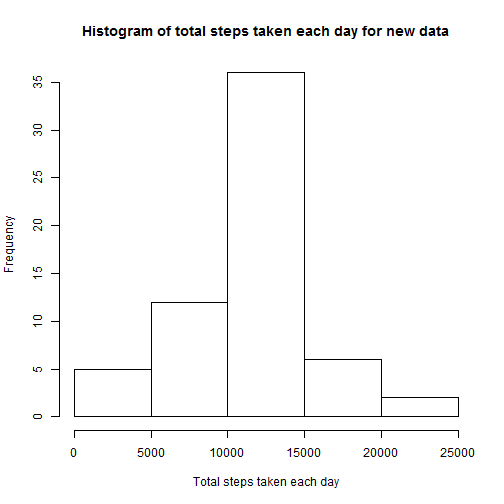 Histogram of total steps taken each day for new data
Frequency
35
30
25
20
15
10
5
0
0 5000 10000 15000 20000 25000
Total steps taken each day